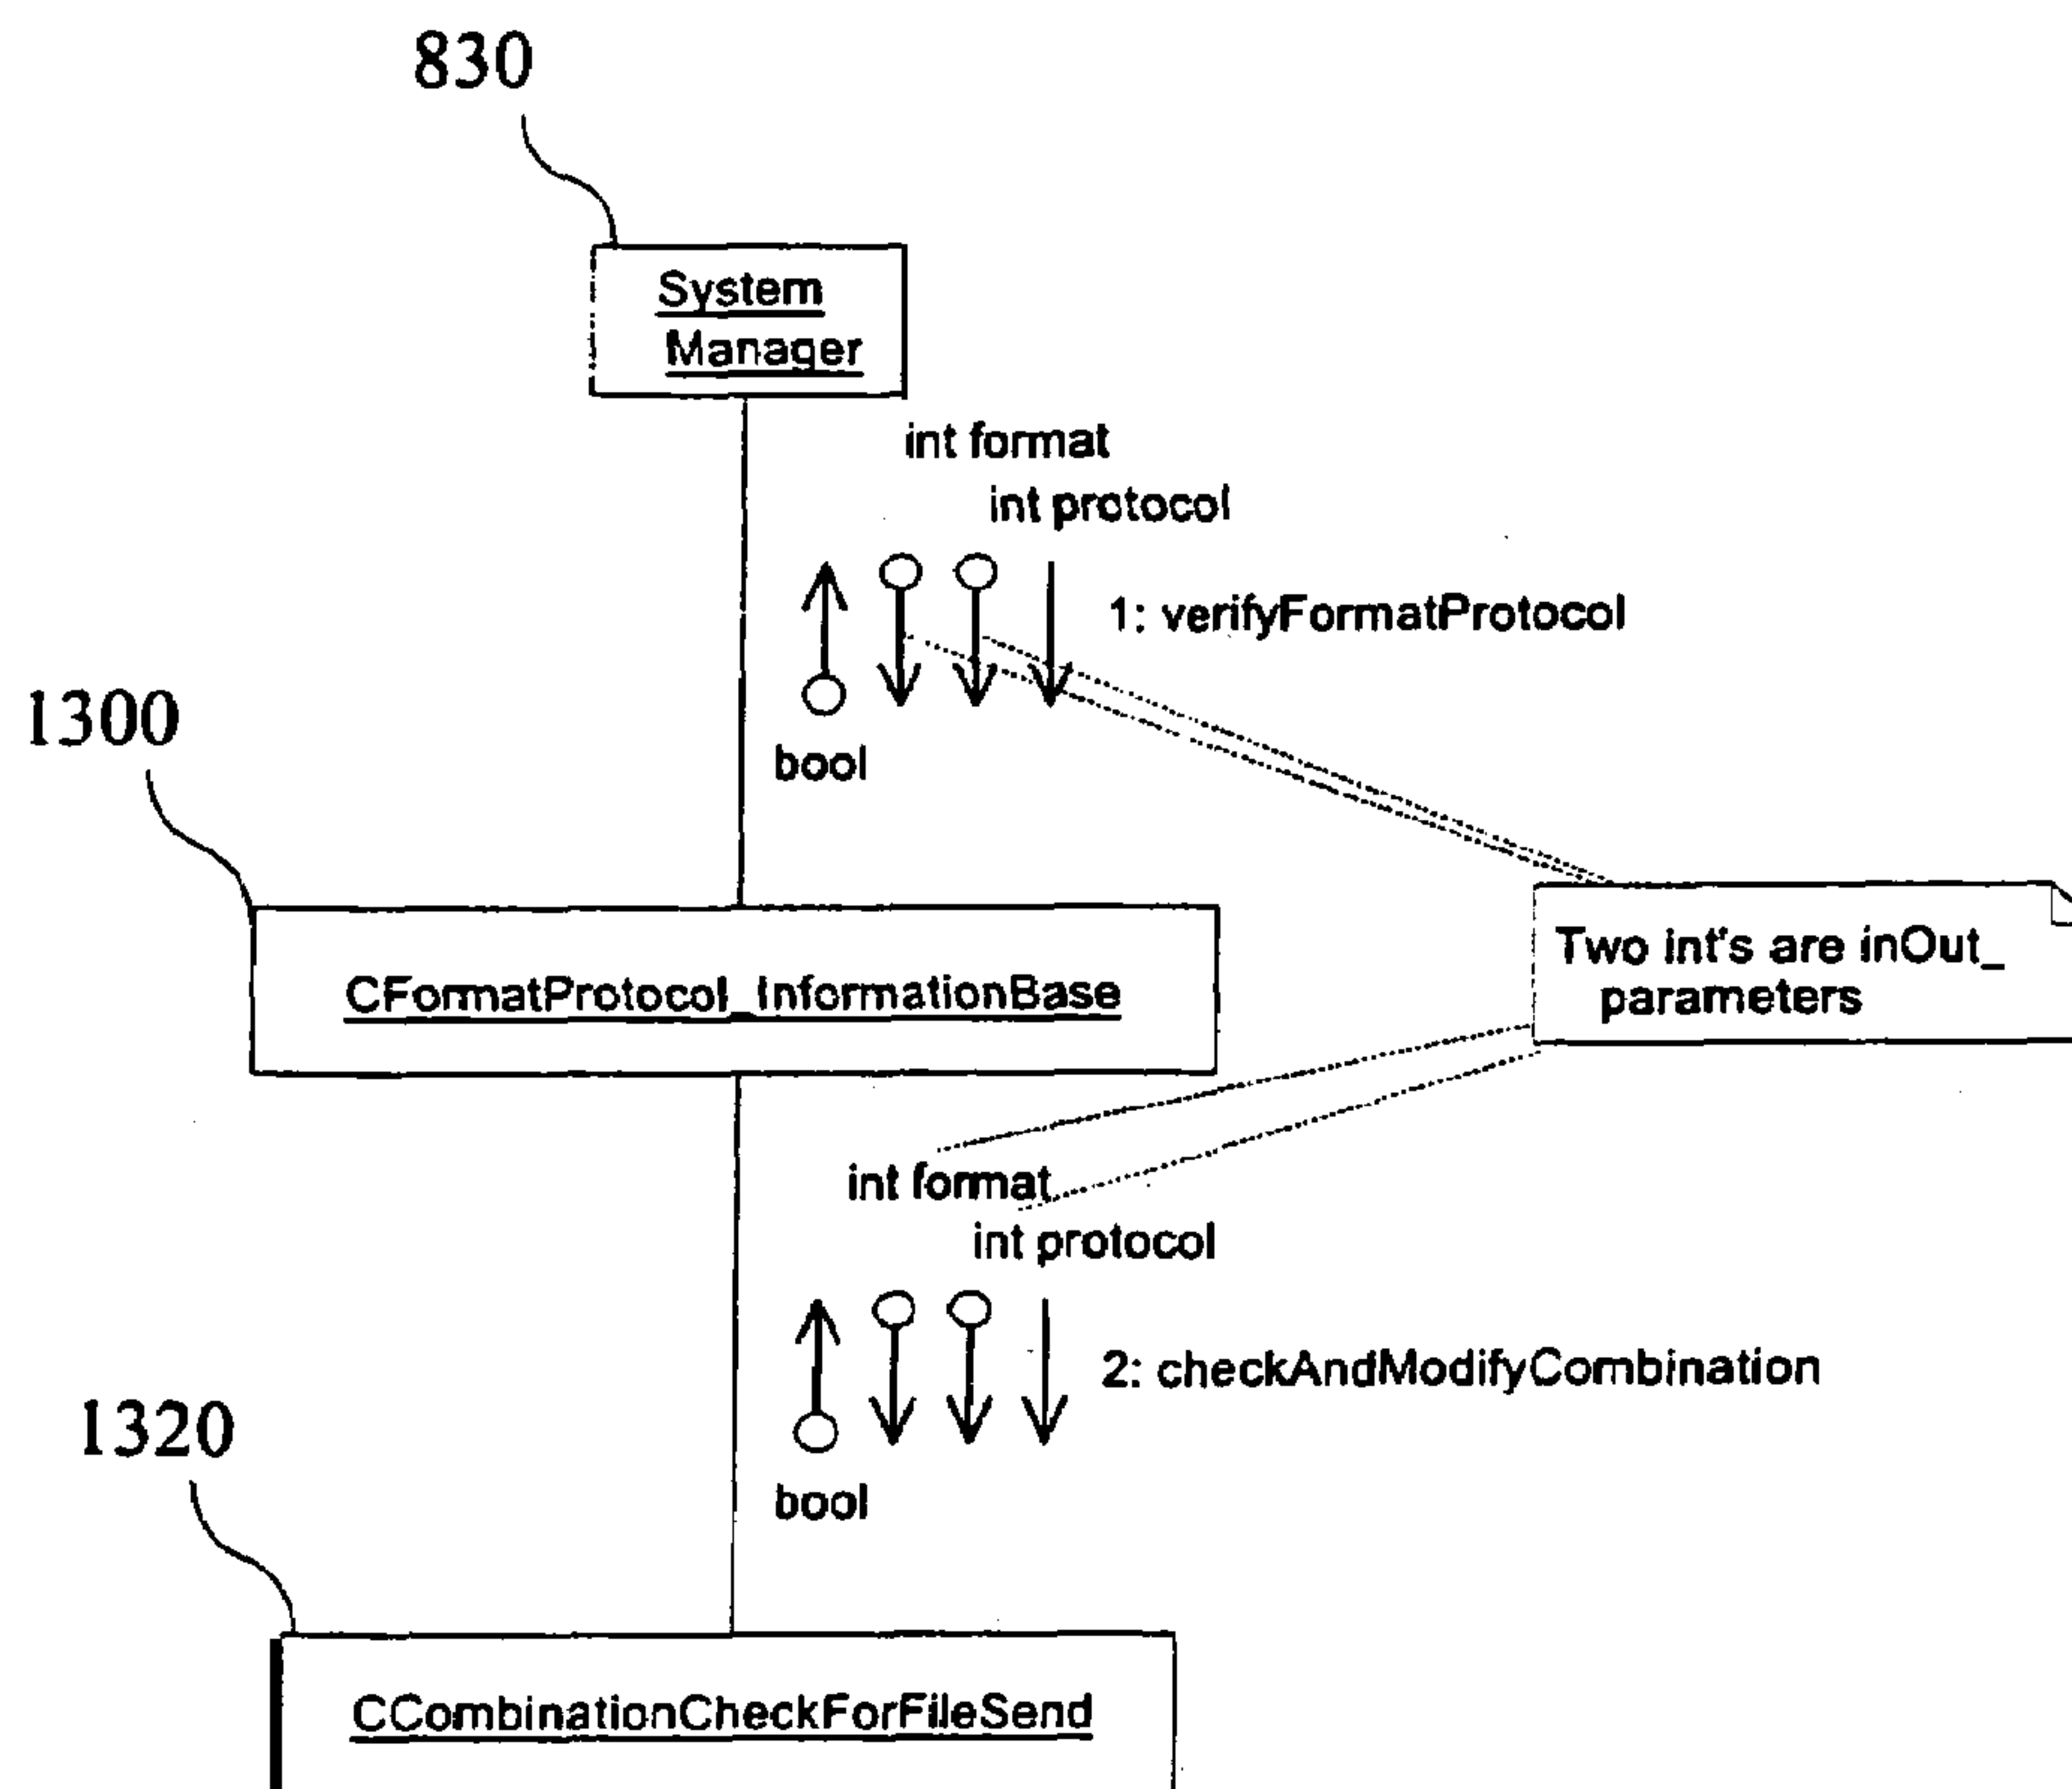 830
System
Manager
int format
int protocol
1: verifyFormatProtocol
bool
1300
CFormatProtocol_InformationBase
Two int's are inOut_
parameters
int format
int protocol
2: checkAndModifyCombination
bool
1320
CCombinationCheckForFileSend